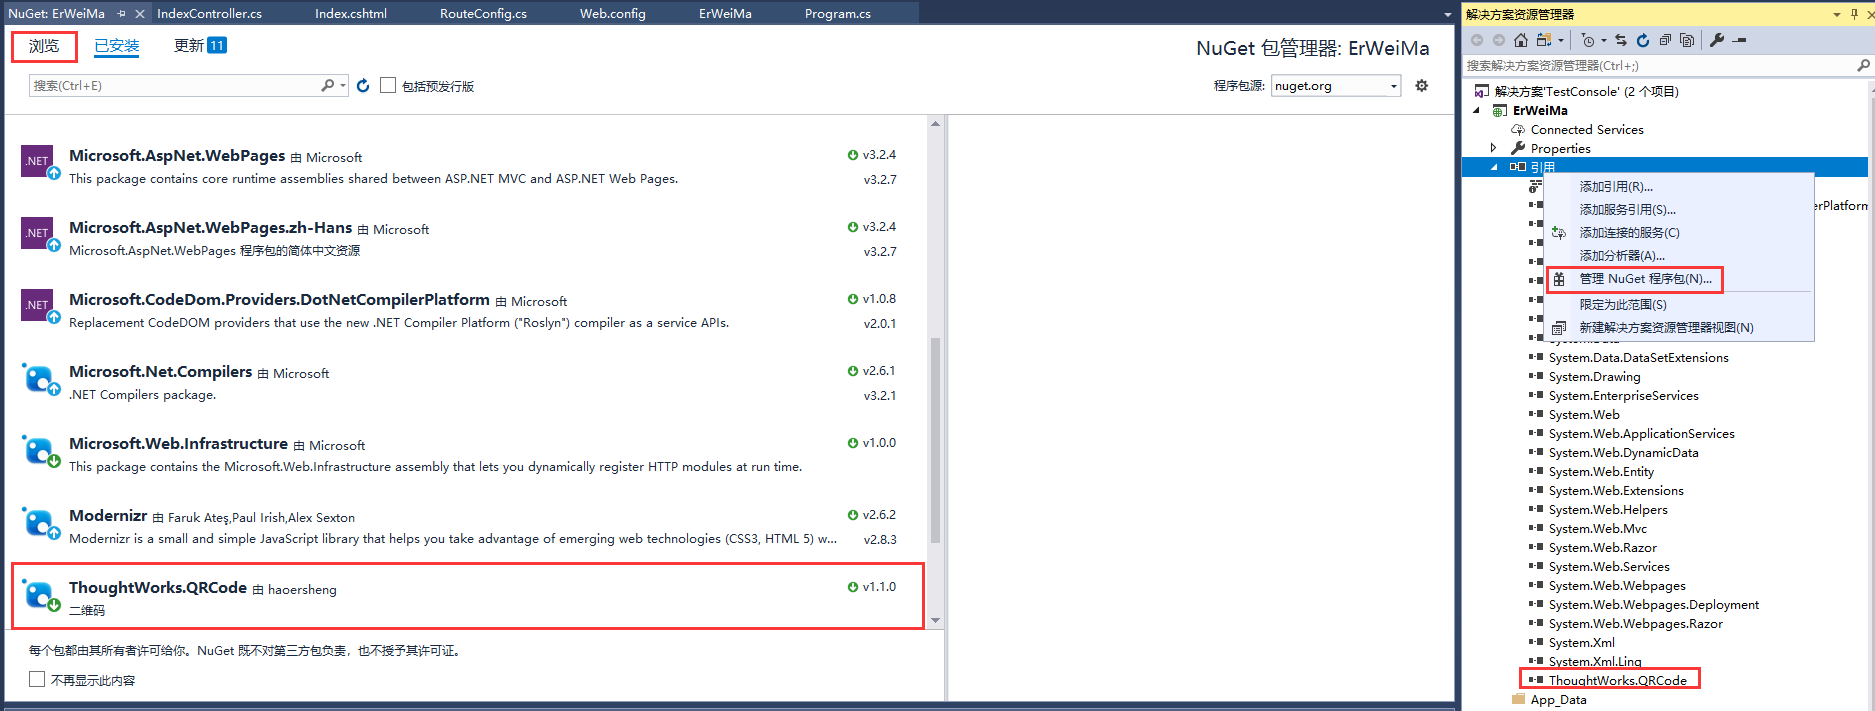 NuGet: ErWeiMa
IndexController.cs
Index.cshtml
RouteConfig.cs
Web.config
ErWeiMa
Program.cs
浏览
已安装
更新 11
NuGet 包管理器: ErWeiMa
搜索(Ctrl+E)
包括预发行版
程序包源: nuget.org
.NET
Microsoft.AspNet.WebPages 由 Microsoft
v3.2.4
This package contains core runtime assemblies shared between ASP.NET MVC and ASP.NET Web Pages.
v3.2.7
.NET
Microsoft.AspNet.WebPages.zh-Hans 由 Microsoft
v3.2.4
Microsoft.AspNet.WebPages 程序包的简体中文资源
v3.2.7
.NET
Microsoft.CodeDom.Providers.DotNetCompilerPlatform 由 Microsoft
v1.0.8
Replacement CodeDOM providers that use the new .NET Compiler Platform ("Roslyn") compiler as a service APIs.
v2.0.1
Microsoft.Net.Compilers 由 Microsoft
v2.6.1
.NET Compilers package.
v3.2.1
Microsoft.Web.Infrastructure 由 Microsoft
v1.0.0
This package contains the Microsoft.Web.Infrastructure assembly that lets you dynamically register HTTP modules at run time.
Modernizr 由 Faruk Ateş,Paul Irish,Alex Sexton
v2.6.2
Modernizr is a small and simple JavaScript library that helps you take advantage of emerging web technologies (CSS3, HTML 5) w...
v2.8.3
ThoughtWorks.QRCode 由 haoersheng
v1.1.0
二维码
每个包都由其所有者许可给你。NuGet 既不对第三方包负责，也不授予其许可证。
不再显示此内容
解决方案资源管理器
搜索解决方案资源管理器(Ctrl+;)
解决方案'TestConsole' (2 个项目)
ErWeiMa
Connected Services
Properties
引用
添加引用(R)...
添加服务引用(S)...
erPlatform
添加连接的服务(C)
添加分析器(A)...
管理 NuGet 程序包(N)...
限定为此范围(S)
新建解决方案资源管理器视图(N)
System.Data
System.Data.DataSetExtensions
System.Drawing
System.EnterpriseServices
System.Web
System.Web.ApplicationServices
System.Web.DynamicData
System.Web.Entity
System.Web.Extensions
System.Web.Helpers
System.Web.Mvc
System.Web.Razor
System.Web.Services
System.Web.Webpages
System.Web.Webpages.Deployment
System.Web.Webpages.Razor
System.Xml
System.Xml.Linq
ThoughtWorks.QRCode
App_Data